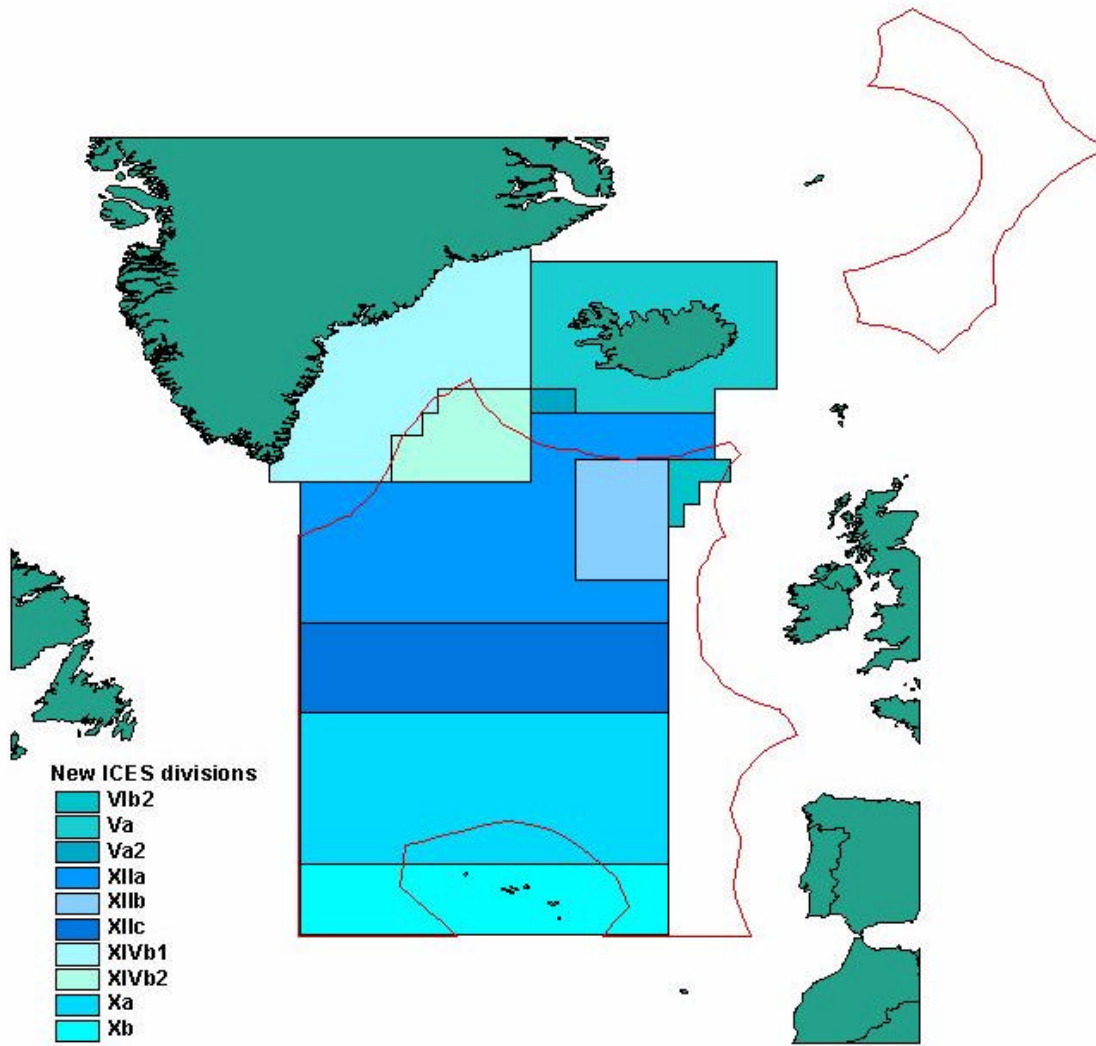 New ICES divisions
VIb2
Va
Va2
XIIa
XIIb
XIIc
XIVb1
XIVb2
Xa
Xb